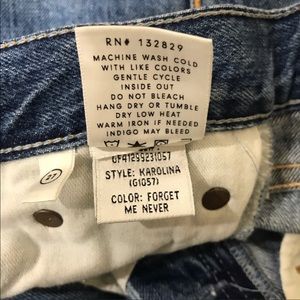 RN# 132829
MACHINE WASH COLD
WITH LIKE COLORS
GENTLE CYCLE
INSIDE OUT
DO NOT BLEACH
HANG DRY OR TUMBLE
DRY LOW HEAT
WARM IRON IF NEEDED
INDIGO MAY BLEED
STYLE: KAROLINA
(G1057)
COLOR: FORGET
ME NEVER
27